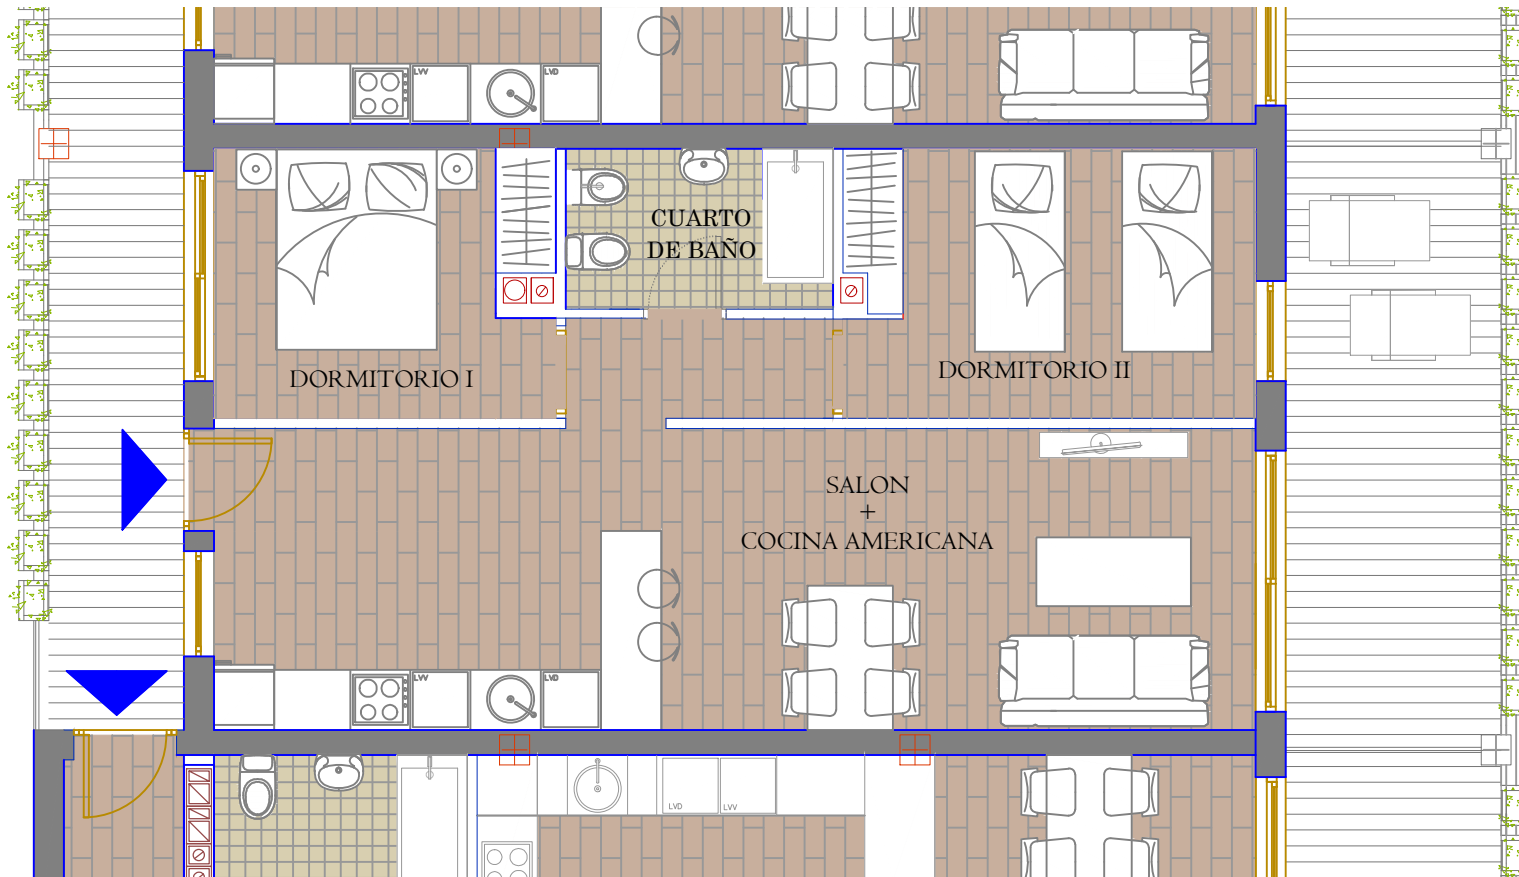 LVV
LVD
CUARTO
DE BAÑO
DORMITORIO I
DORMITORIO II
SALON
+
COCINA AMERICANA
LVV
LVD
LVD
LVV